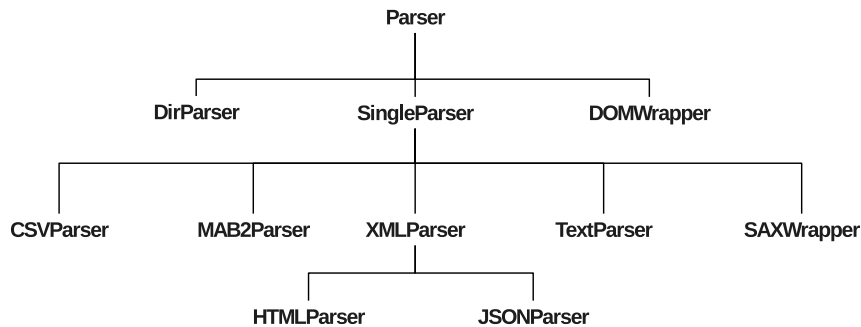 Parser
DirParser SingleParser DOMWrapper
CSVParser MAB2Parser XMLParser TextParser SAXWrapper
HTMLParser JSONParser